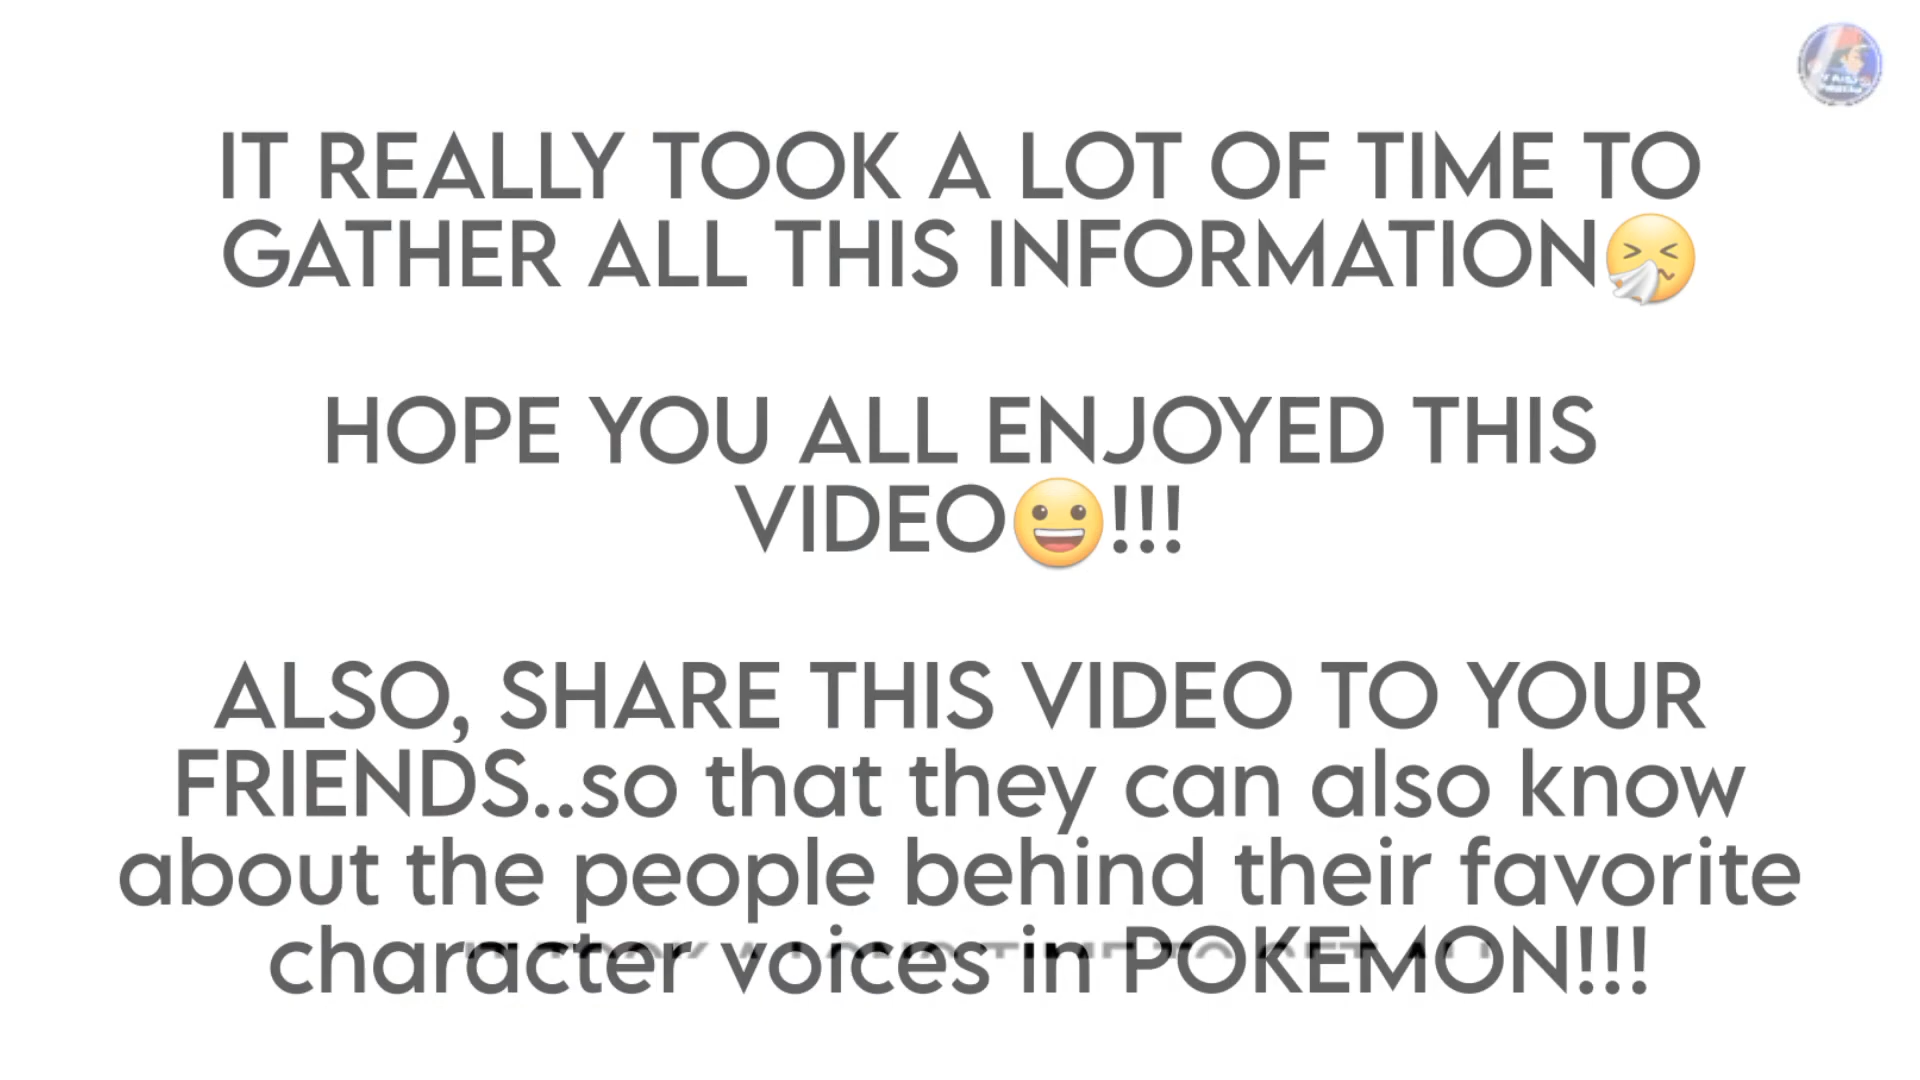 IT REALLY TOOK A LOT OF TIME TO
GATHER ALL THIS INFORMATION🤧
HOPE YOU ALL ENJOYED THIS
VIDEO😀!!!
ALSO, SHARE THIS VIDEO TO YOUR
FRIENDS..so that they can also know
about the people behind their favorite
character voices in POKEMON!!!